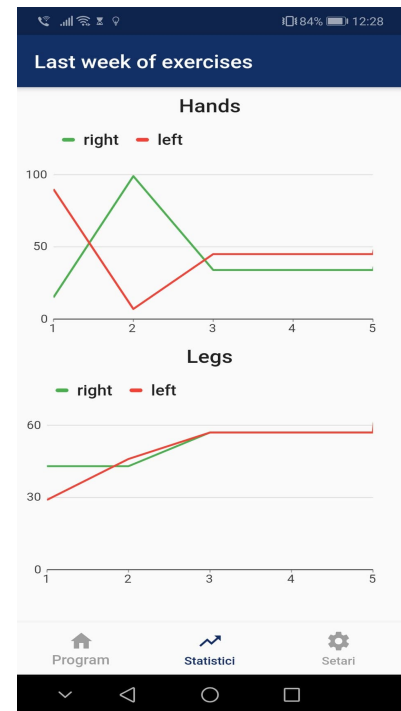 84% 12:28
Last week of exercises
Hands
right left
100
50
0
1 2 3 4 5
Legs
right left
60
30
0
1 2 3 4 5
Program Statistici Setari